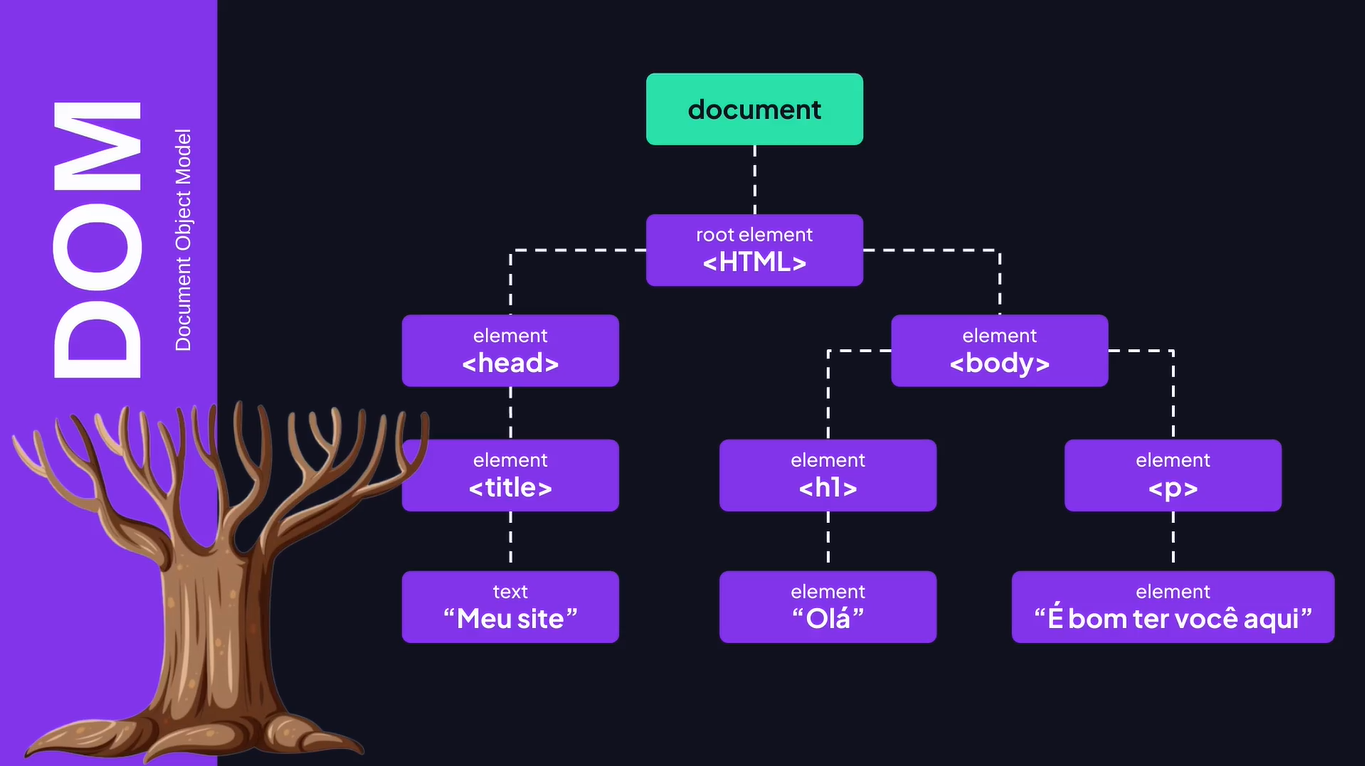 DOM
Document Object Model
document
root element
<HTML>
element
<head>
element
<body>
element
<title>
element
<h1>
element
<p>
text
“Meu site”
element
“Olá”
element
“É bom ter você aqui”